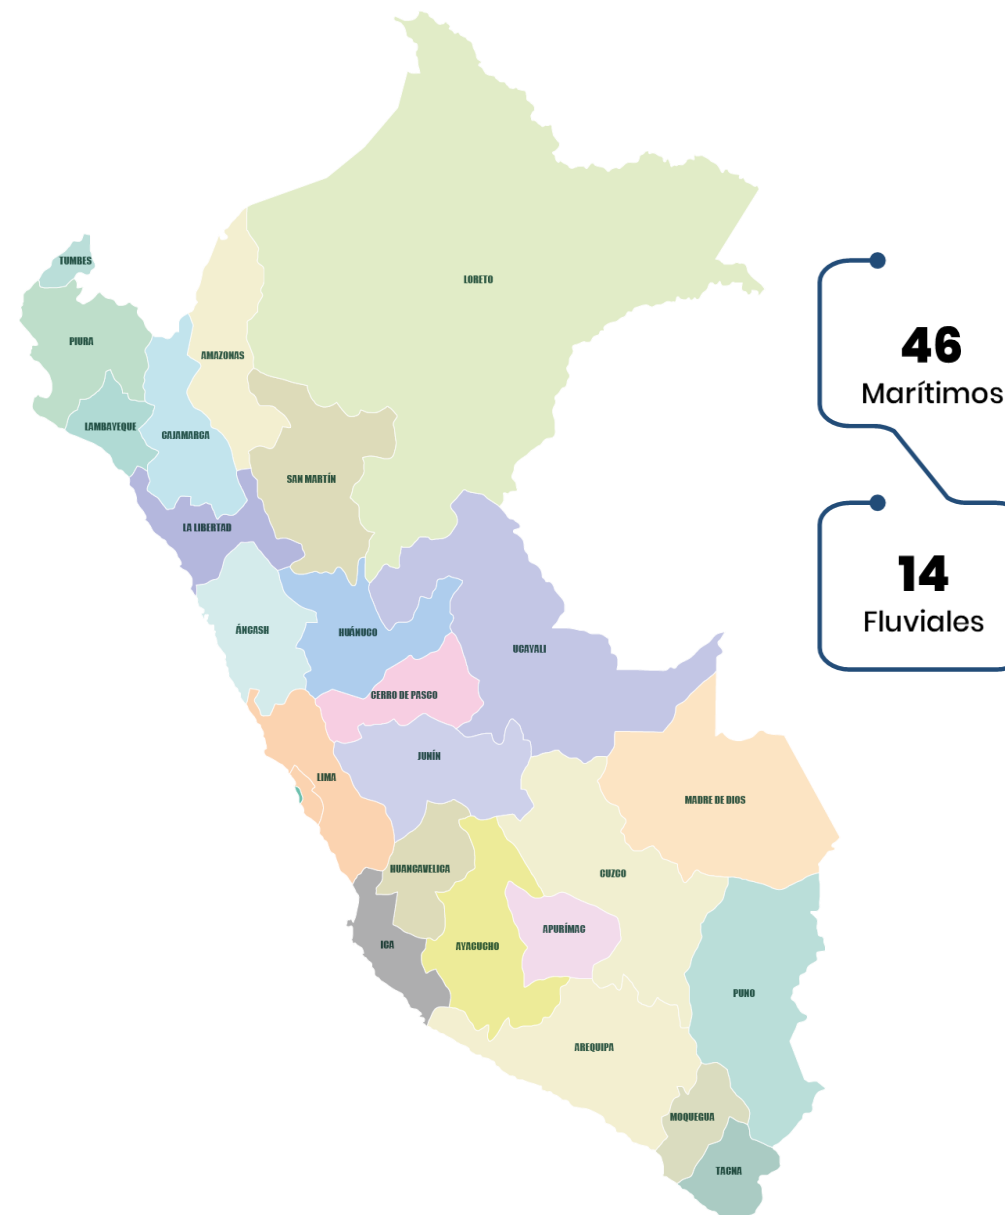 TUMBES
LORETO
PIURA
AMAZONAS
46
Marítimos
LAMBAYEQUE
CAJAMARCA
SAN MARTÍN
LA LIBERTAD
14
Fluviales
ÁNCASH
HUÁNUCO
UCAYALI
CERRO DE PASCO
JUNÍN
LIMA
MADRE DE DIOS
HUANCAVELICA
CUZCO
APURÍMAC
ICA
AYACUCHO
PUNO
AREQUIPA
MOQUEGUA
TACNA